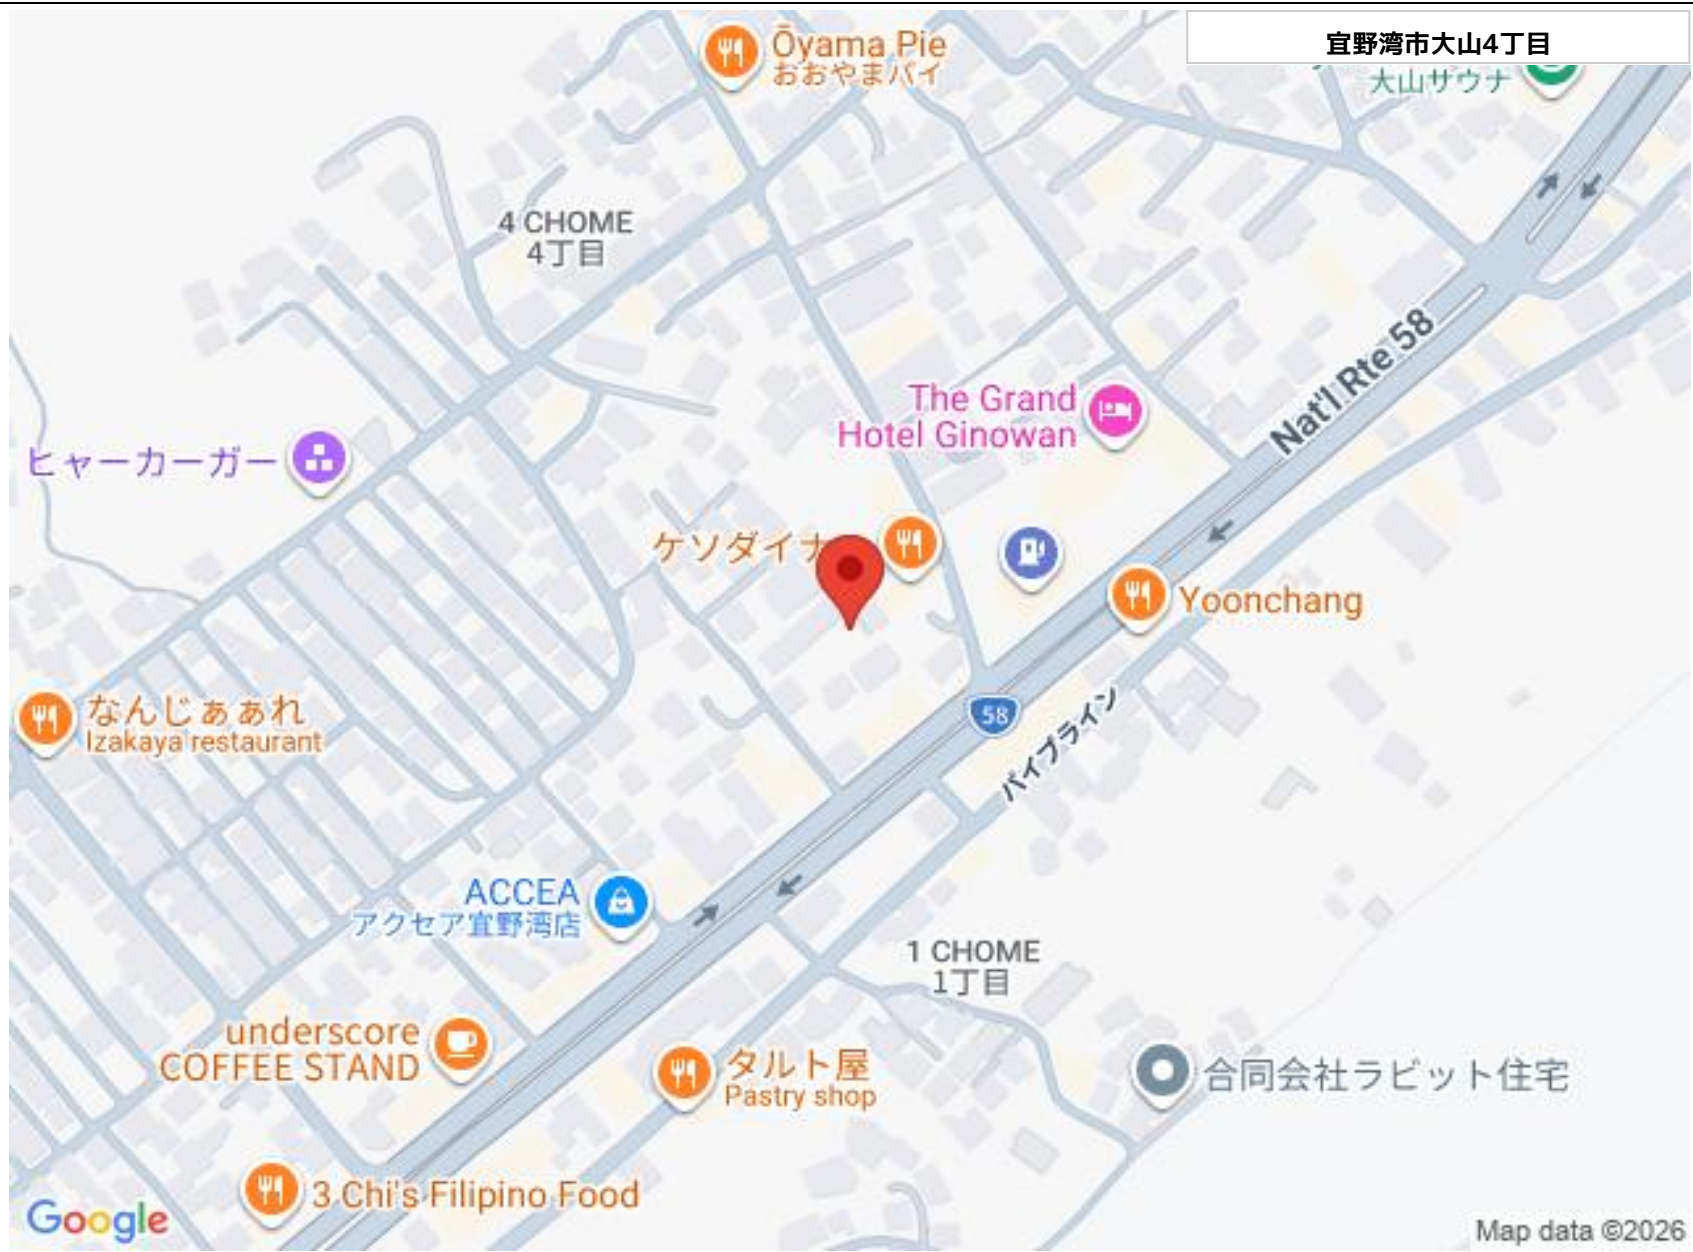 宜野湾市大山4丁目
Ōyama Pie
おおやまパイ
大山サウナ
4 CHOME
4丁目
Nat'l Rte 58
The Grand
Hotel Ginowan
ヒャーカーガー
ケソダイナ
Yoonchang
なんじぁぁれ
Izakaya restaurant
58
パイプライン
ACCEA
アクセア宜野湾店
1 CHOME
1丁目
underscore
COFFEE STAND
タルト屋
Pastry shop
合同会社ラビット住宅
3 Chi's Filipino Food
Google
Map data ©2026